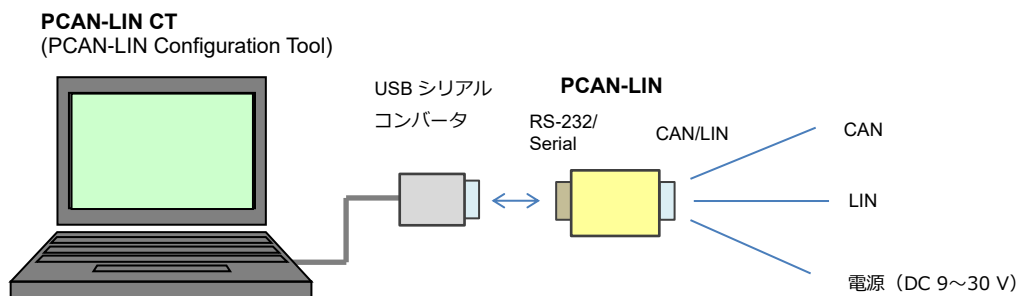 PCAN-LIN CT
(PCAN-LIN Configuration Tool)
USB シリアル
コンバータ
PCAN-LIN
RS-232/
Serial
CAN/LIN
CAN
LIN
電源（DC 9～30 V）